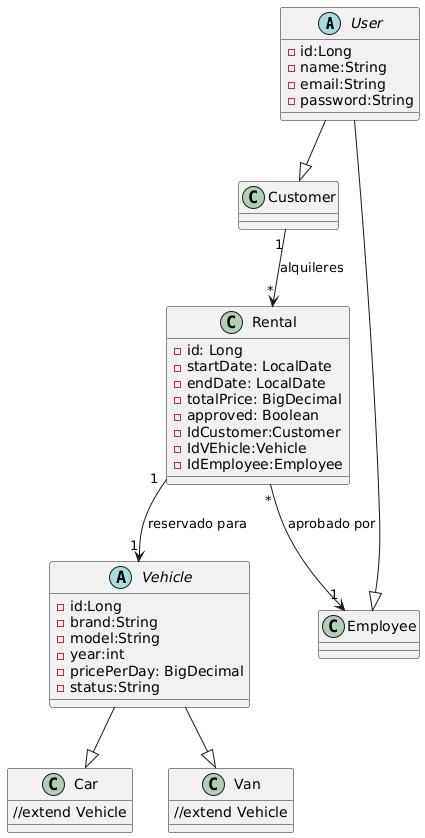 A User
id:Long
name:String
email:String
password:String
C Customer
1
alquileres
*
C Rental
id: Long
startDate: LocalDate
endDate: LocalDate
totalPrice: BigDecimal
approved: Boolean
IdCustomer:Customer
IdVEhicle:Vehicle
IdEmployee:Employee
1
*
reservado para
aprobado por
1
1
A Vehicle
id:Long
brand:String
model:String
year:int
pricePerDay: BigDecimal
status:String
C Employee
C Car
//extend Vehicle
C Van
//extend Vehicle